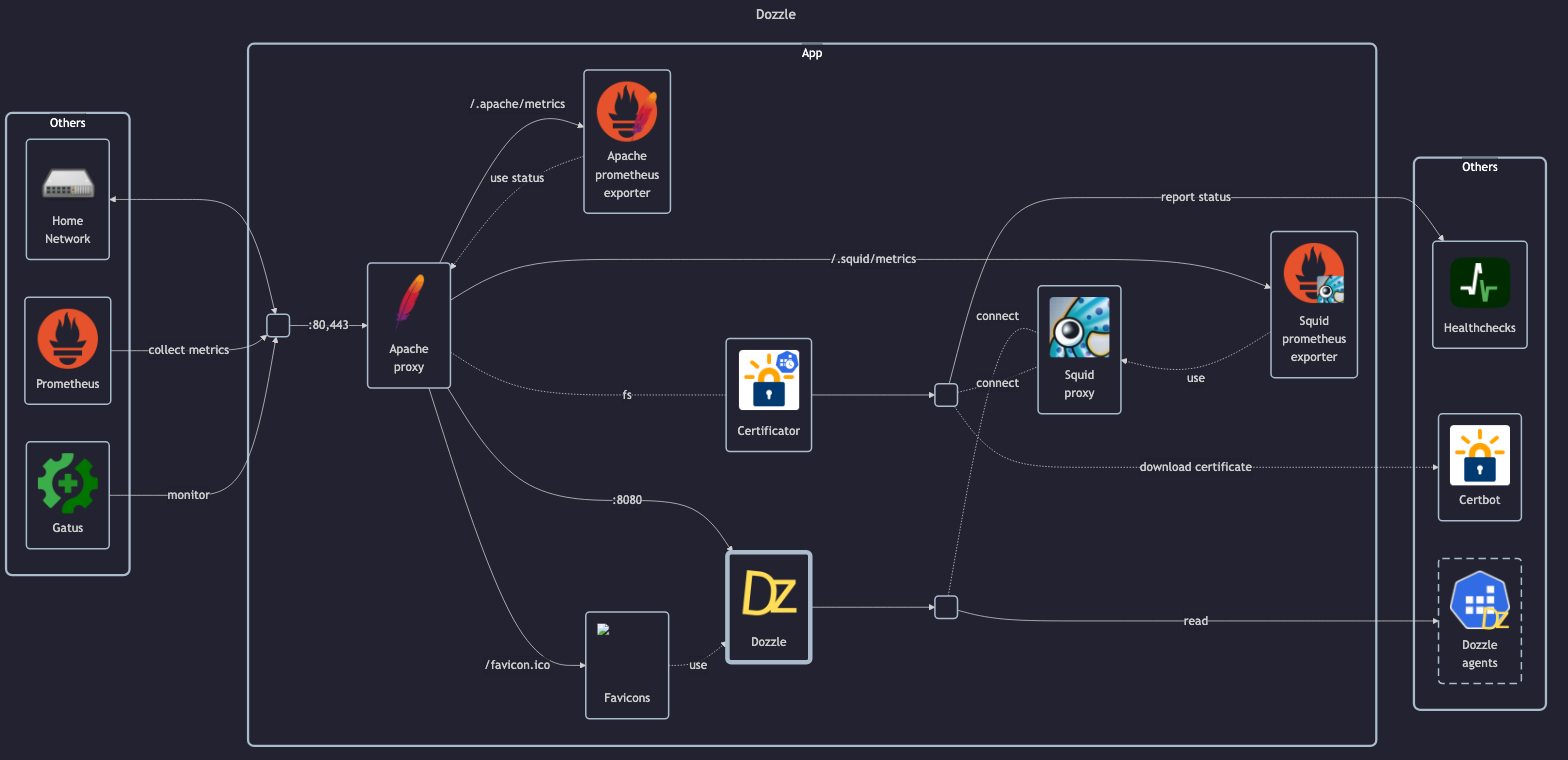 Dozzle
App
Others
Home
Network
Prometheus
Gatus
collect metrics
monitor
:80,443
Apache
proxy
/.apache/metrics
use status
Apache
prometheus
exporter
/.squid/metrics
fs
Certificator
:8080
Dz
Dozzle
/favicon.ico
Favicons
use
connect
connect
Squid
proxy
use
Squid
prometheus
exporter
report status
download certificate
read
Others
Healthchecks
Certbot
Dz
Dozzle
agents